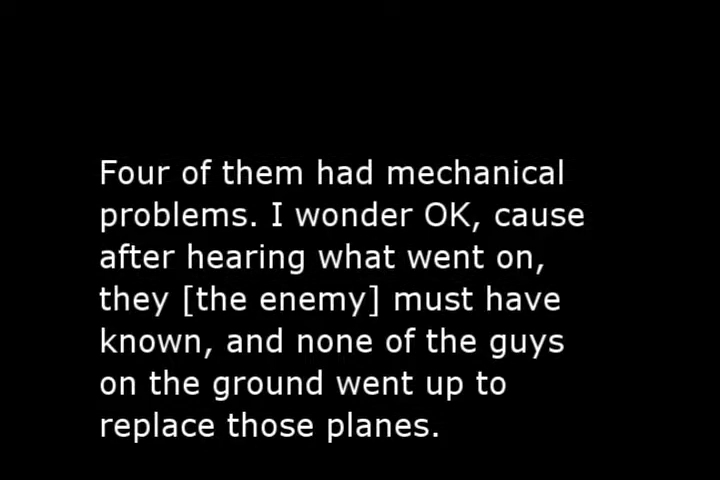 Four of them had mechanical
problems. I wonder OK, cause
after hearing what went on,
they [the enemy] must have
known, and none of the guys
on the ground went up to
replace those planes.